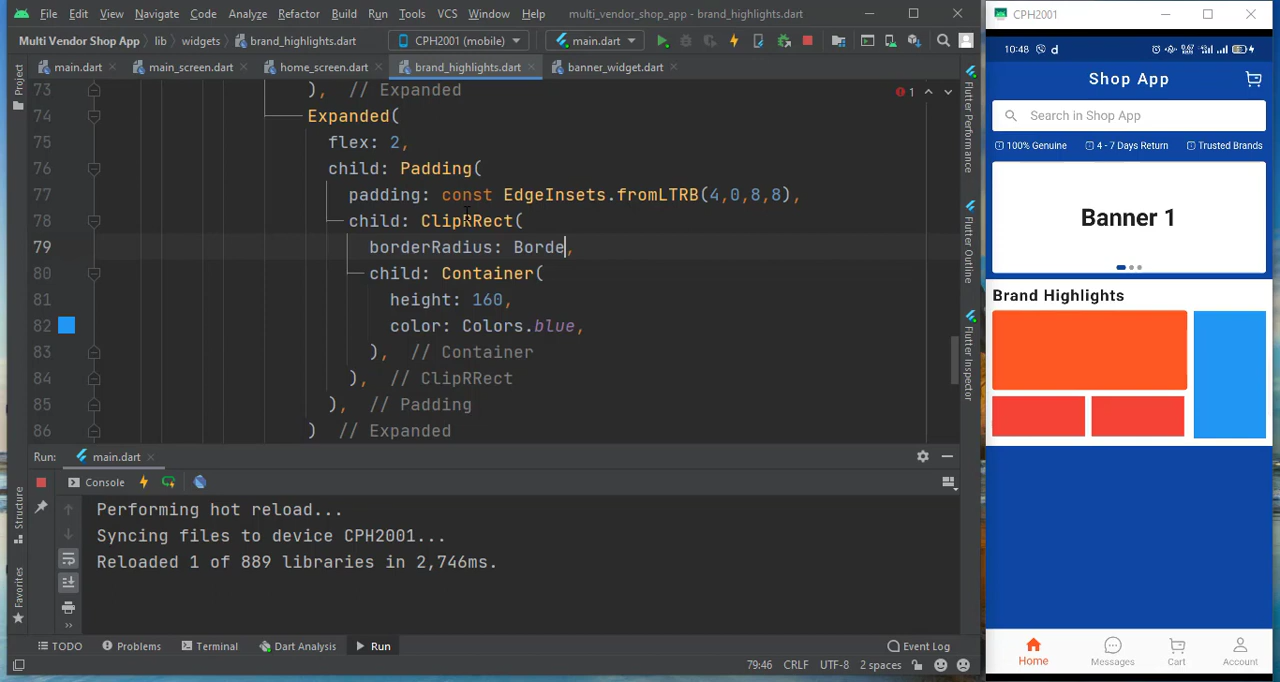 File Edit View Navigate Code Analyze Refactor Build Run Tools VCS Window Help multi_vendor_shop_app - brand_highlights.dart
Multi Vendor Shop App lib widgets brand_highlights.dart CPH2001 (mobile) main.dart
main.dart main_screen.dart home_screen.dart brand_highlights.dart banner_widget.dart
Project
1
73 ), // Expanded
74 Expanded(
75 flex: 2,
76 child: Padding(
77 padding: const EdgeInsets.fromLTRB(4,0,8,8),
78 child: ClipRRect(
79 borderRadius: Borde,
80 child: Container(
81 height: 160,
82 color: Colors.blue,
83 ), // Container
84 ), // ClipRRect
85 ), // Padding
86 ) // Expanded
Flutter Performance
Flutter Outline
Flutter Inspector
Run: main.dart
Console
Performing hot reload...
Syncing files to device CPH2001...
Reloaded 1 of 889 libraries in 2,746ms.
Structure
Favorites
TODO Problems Terminal Dart Analysis Run Event Log
79:46 CRLF UTF-8 2 spaces
CPH2001
10:48
Shop App
Search in Shop App
100% Genuine 4 - 7 Days Return Trusted Brands
Banner 1
Brand Highlights
Home Messages Cart Account